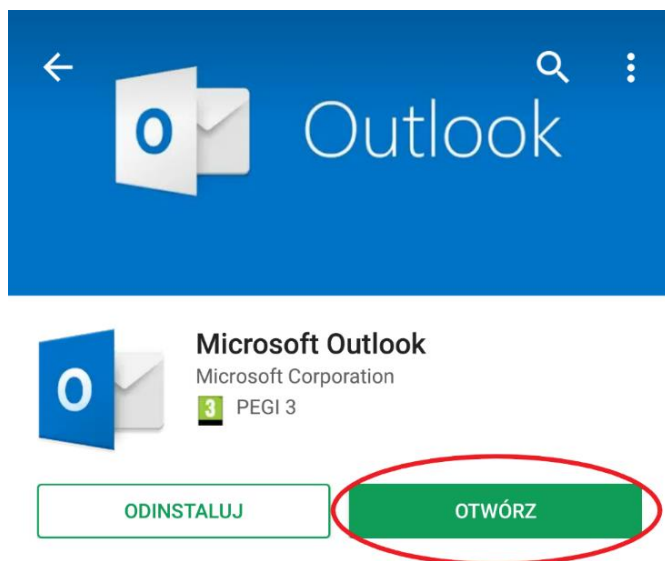 O Outlook
O
Microsoft Outlook
Microsoft Corporation
3 PEGI 3
ODINSTALUJ
OTWÓRZ